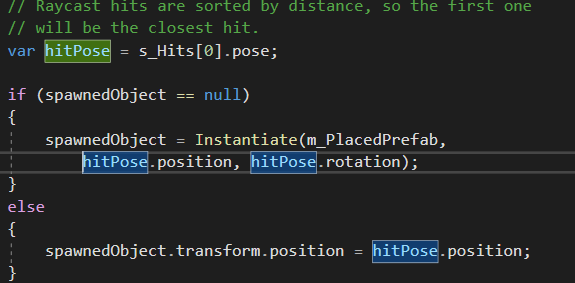 // Raycast hits are sorted by distance, so the first one
// will be the closest hit.
var hitPose = s_Hits[0].pose;
if (spawnedObject == null)
{
spawnedObject = Instantiate(m_PlacedPrefab,
hitPose.position, hitPose.rotation);
}
else
{
spawnedObject.transform.position = hitPose.position;
}